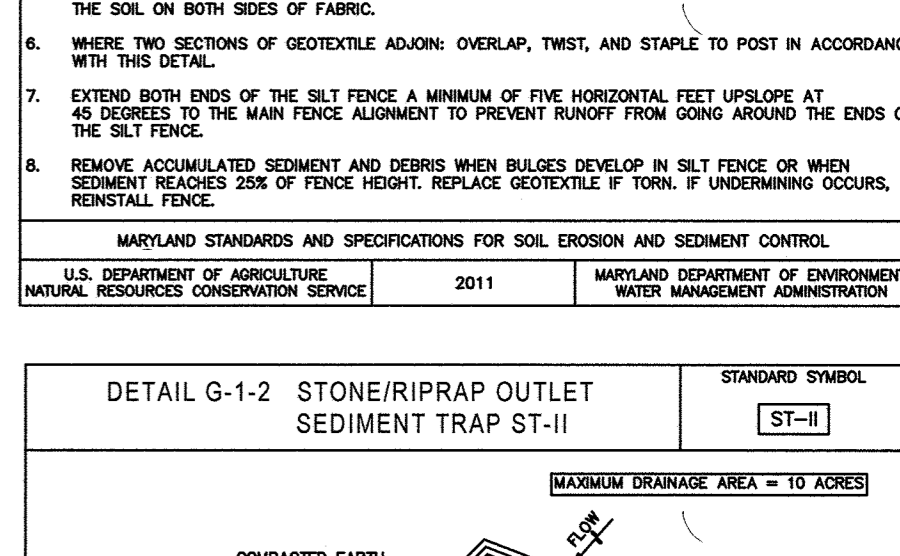 THE SOIL ON BOTH SIDES OF FABRIC.
6. WHERE TWO SECTIONS OF GEOTEXTILE ADJOIN: OVERLAP, TWIST, AND STAPLE TO POST IN ACCORDANC
WITH THIS DETAIL.
7. EXTEND BOTH ENDS OF THE SILT FENCE A MINIMUM OF FIVE HORIZONTAL FEET UPSLOPE AT
45 DEGREES TO THE MAIN FENCE ALIGNMENT TO PREVENT RUNOFF FROM GOING AROUND THE ENDS O
THE SILT FENCE.
8. REMOVE ACCUMULATED SEDIMENT AND DEBRIS WHEN BULGES DEVELOP IN SILT FENCE OR WHEN
SEDIMENT REACHES 25% OF FENCE HEIGHT. REPLACE GEOTEXTILE IF TORN. IF UNDERMINING OCCURS,
REINSTALL FENCE.
MARYLAND STANDARDS AND SPECIFICATIONS FOR SOIL EROSION AND SEDIMENT CONTROL
U.S. DEPARTMENT OF AGRICULTURE
NATURAL RESOURCES CONSERVATION SERVICE
2011
MARYLAND DEPARTMENT OF ENVIRONMENT
WATER MANAGEMENT ADMINISTRATION
DETAIL G-1-2 STONE/RIPRAP OUTLET
SEDIMENT TRAP ST-II
STANDARD SYMBOL
ST-II
MAXIMUM DRAINAGE AREA = 10 ACRES
FLOW
COMPACTED EARTH